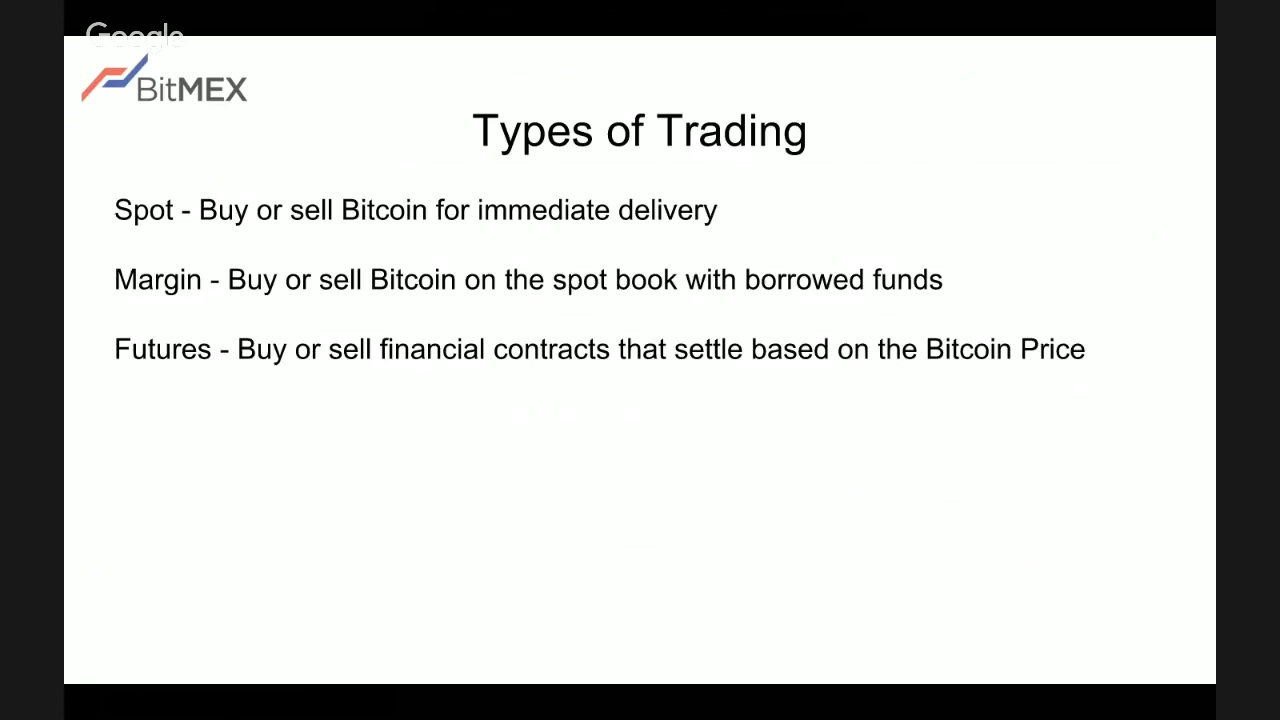 Google
BitMEX
Types of Trading
Spot - Buy or sell Bitcoin for immediate delivery
Margin - Buy or sell Bitcoin on the spot book with borrowed funds
Futures - Buy or sell financial contracts that settle based on the Bitcoin Price